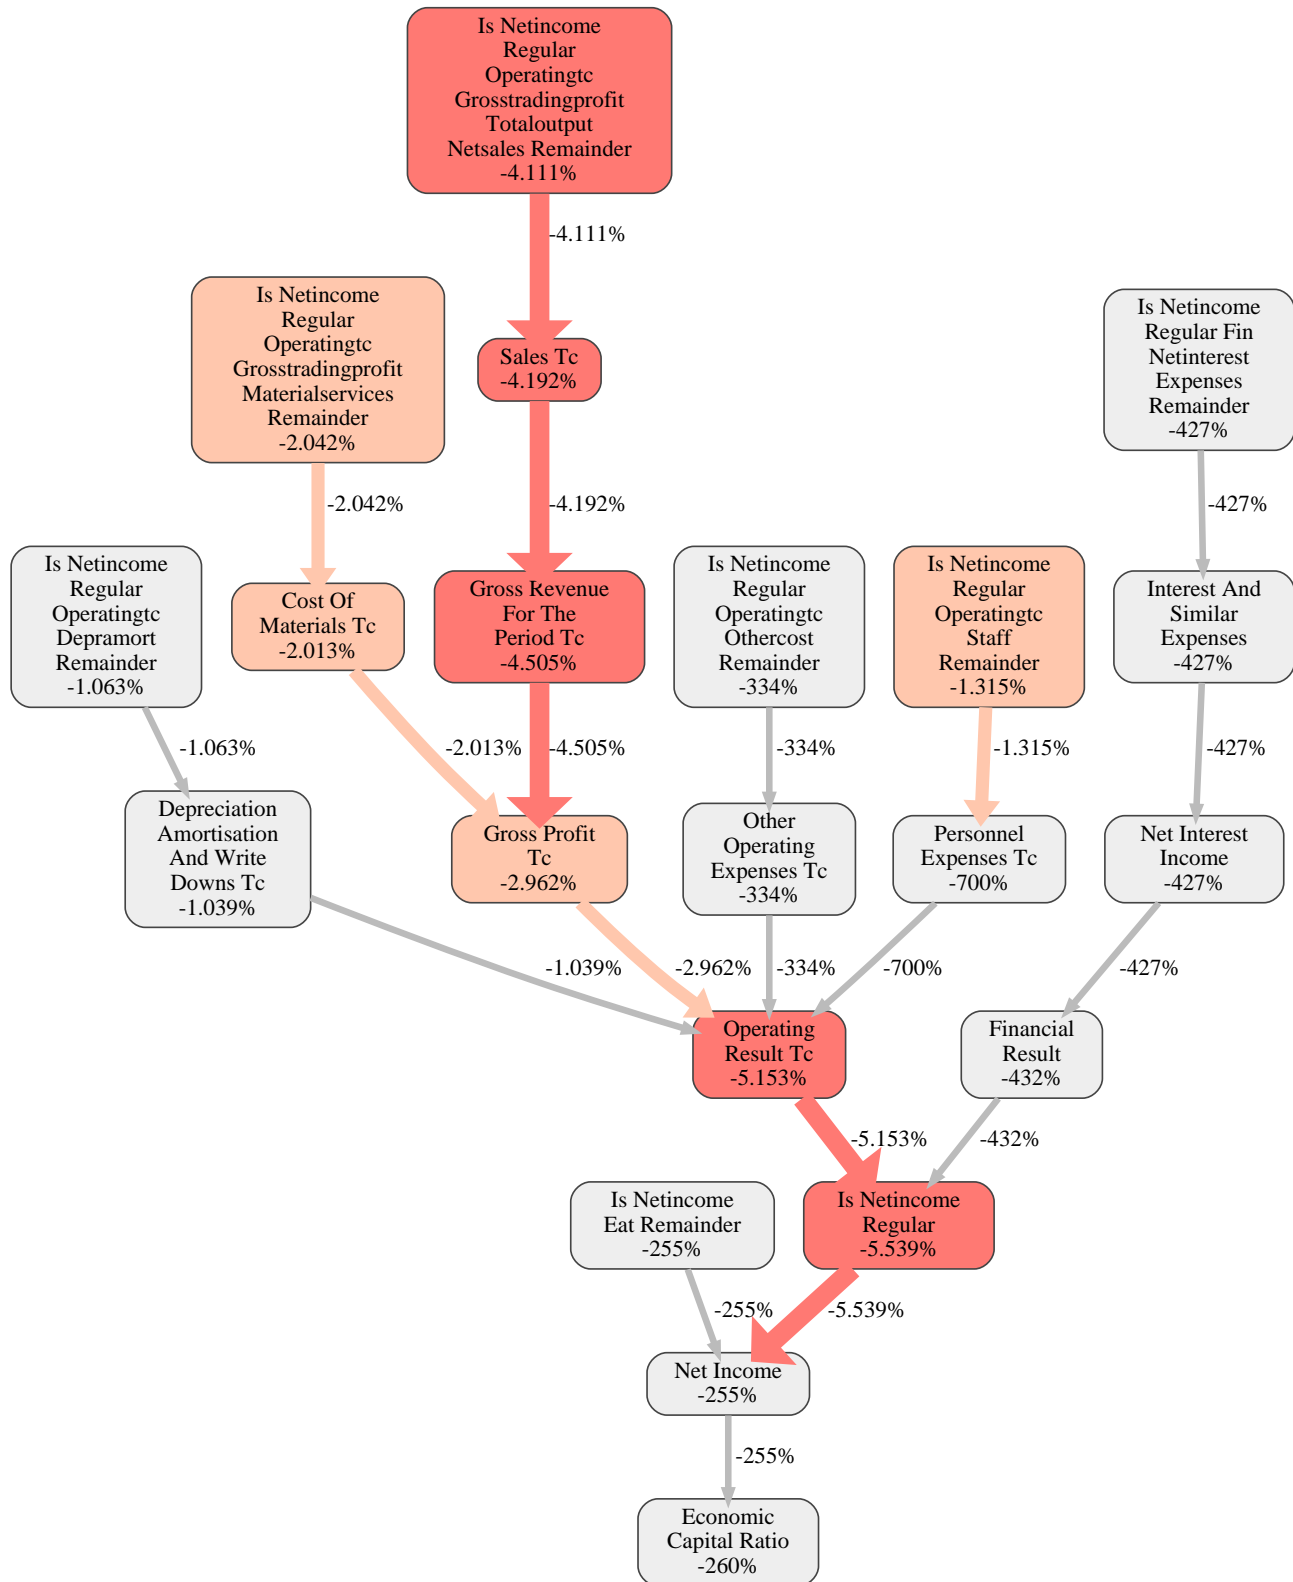 Is Netincome
Regular
Operatingtc
Grosstradingprofit
Totaloutput
Netsales Remainder
-4.111%
-4.111%
Is Netincome
Regular
Operatingtc
Grosstradingprofit
Materialservices
Remainder
-2.042%
Is Netincome
Regular Fin
Netinterest
Expenses
Remainder
-427%
Sales Tc
-4.192%
-2.042%
-4.192%
-427%
Is Netincome
Regular
Operatingtc
Depramort
Remainder
-1.063%
Cost Of
Materials Tc
-2.013%
Gross Revenue
For The
Period Tc
-4.505%
Is Netincome
Regular
Operatingtc
Othercost
Remainder
-334%
Is Netincome
Regular
Operatingtc
Staff
Remainder
-1.315%
Interest And
Similar
Expenses
-427%
-1.063%
-2.013%
-4.505%
-334%
-1.315%
-427%
Depreciation
Amortisation
And Write
Downs Tc
-1.039%
Gross Profit
Tc
-2.962%
Other
Operating
Expenses Tc
-334%
Personnel
Expenses Tc
-700%
Net Interest
Income
-427%
-1.039%
-2.962%
-334%
-700%
-427%
Operating
Result Tc
-5.153%
Financial
Result
-432%
-5.153%
-432%
Is Netincome
Eat Remainder
-255%
Is Netincome
Regular
-5.539%
-255%
-5.539%
Net Income
-255%
-255%
Economic
Capital Ratio
-260%